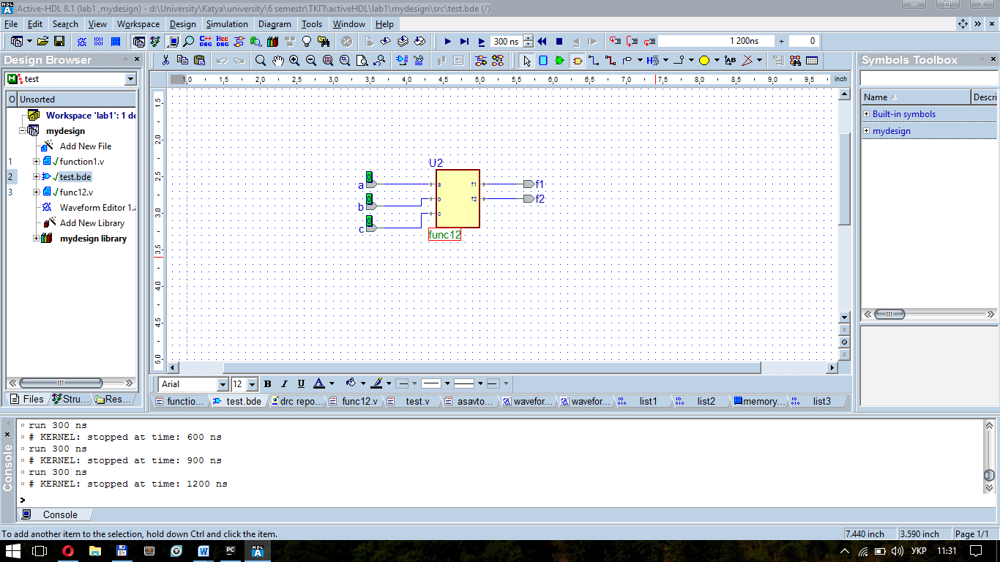 Active-HDL 8.1 (lab1 ,mydesign) - d:\University\Katya\university\6 semestr\ТКП\activeHDL\lab1\mydesign\src\test.bde (/)
File Edit Search View Workspace Design Simulation Diagram Tools Window Help
300 ns 1 200ns + 0
Design Browser
test
O Unsorted
Workspace 'lab1': 1 de
mydesign
Add New File
1 function1.v
2 test.bde
3 func12.v
Waveform Editor 1.
Add New Library
mydesign library
Files Stru... Res...
1.0 1.5 2.0 2.5 3.0 3.5 4.0 4.5 5.0 5.5 6.0 6.5 7.0 7.5 8.0 8.5 9.0 9.5 inch
1.5
2.0
2.5
3.0
3.5
4.0
4.5
5.0
U2
a 0 a f1 f1
b 0 b f2 f2
c 0 c
func12
Symbols Toolbox
Name Descri
Built-in symbols
mydesign
Arial 12 B I U A
functio... test.bde drc repo... func12.v test.v asavto... wavefor... wavefor... list1 list2 memory... list3
Console
run 300 ns
# KERNEL: stopped at time: 600 ns
run 300 ns
# KERNEL: stopped at time: 900 ns
run 300 ns
# KERNEL: stopped at time: 1200 ns
>
Console
To add another item to the selection, hold down Ctrl and click the item. 7.440 inch 3.590 inch Page 1/1
УКР 11:31